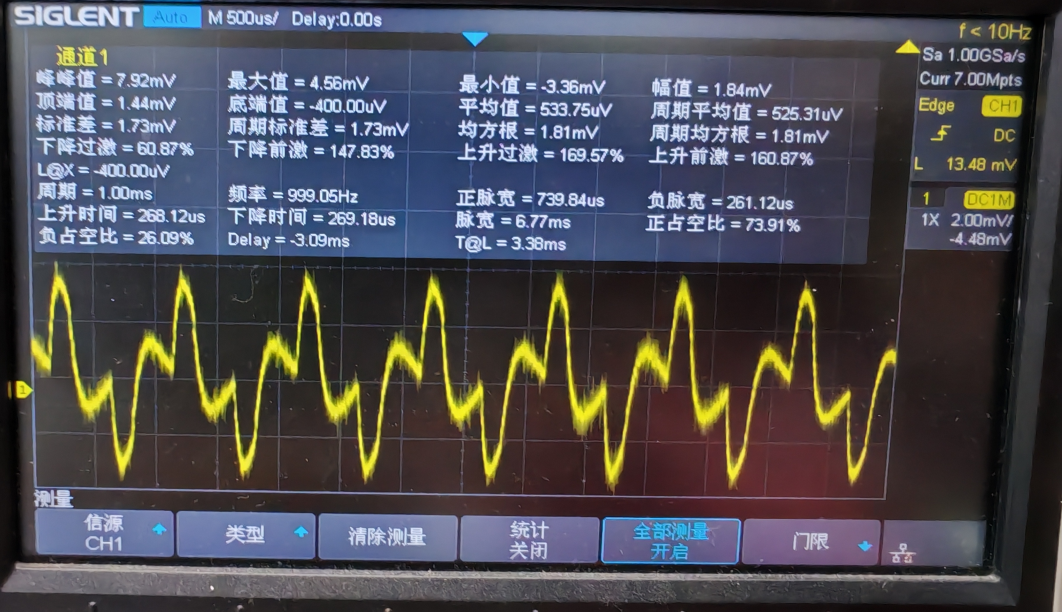 SIGLENT Auto M 500us/ Delay:0.00s
f < 10Hz
通道1
Sa 1.00GSa/s
Curr 7.00Mpts
峰峰值 = 7.92mV 最大值 = 4.56mV 最小值 = -3.36mV 幅值 = 1.84mV
顶端值 = 1.44mV 底端值 = -400.00uV 平均值 = 533.75uV 周期平均值 = 525.31uV
标准差 = 1.73mV 周期标准差 = 1.73mV 均方根 = 1.81mV 周期均方根 = 1.81mV
下降过激 = 60.87% 下降前激 = 147.83% 上升过激 = 169.57% 上升前激 = 160.87%
L@X = -400.00uV
周期 = 1.00ms 频率 = 999.05Hz 正脉宽 = 739.84us 负脉宽 = 261.12us
上升时间 = 268.12us 下降时间 = 269.18us 脉宽 = 6.77ms 正占空比 = 73.91%
负占空比 = 26.09% Delay = -3.09ms T@L = 3.38ms
Edge CH1
DC
L 13.48 mV
1 DC1M
1X 2.00mV/
-4.48mV
1
测量
信源
CH1
类型
清除测量
统计
关闭
全部测量
开启
门限